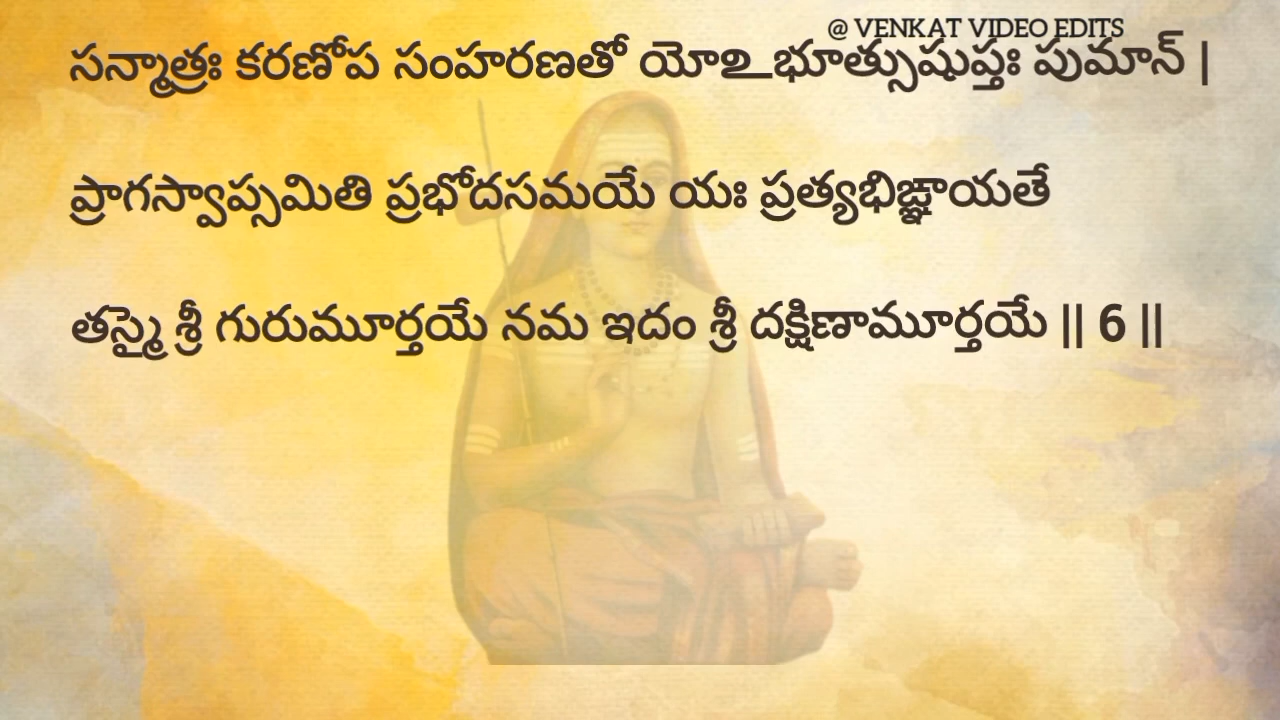 @ VENKAT VIDEO EDITS
సన్మాత్రః కరణోప సంహరణతో యోఽభూత్సుషుప్తః పుమాన్ |
ప్రాగస్వాప్సమితి ప్రభోదసమయే యః ప్రత్యభిఙ్ఞాయతే
తస్మై శ్రీ గురుమూర్తయే నమ ఇదం శ్రీ దక్షిణామూర్తయే || 6 ||